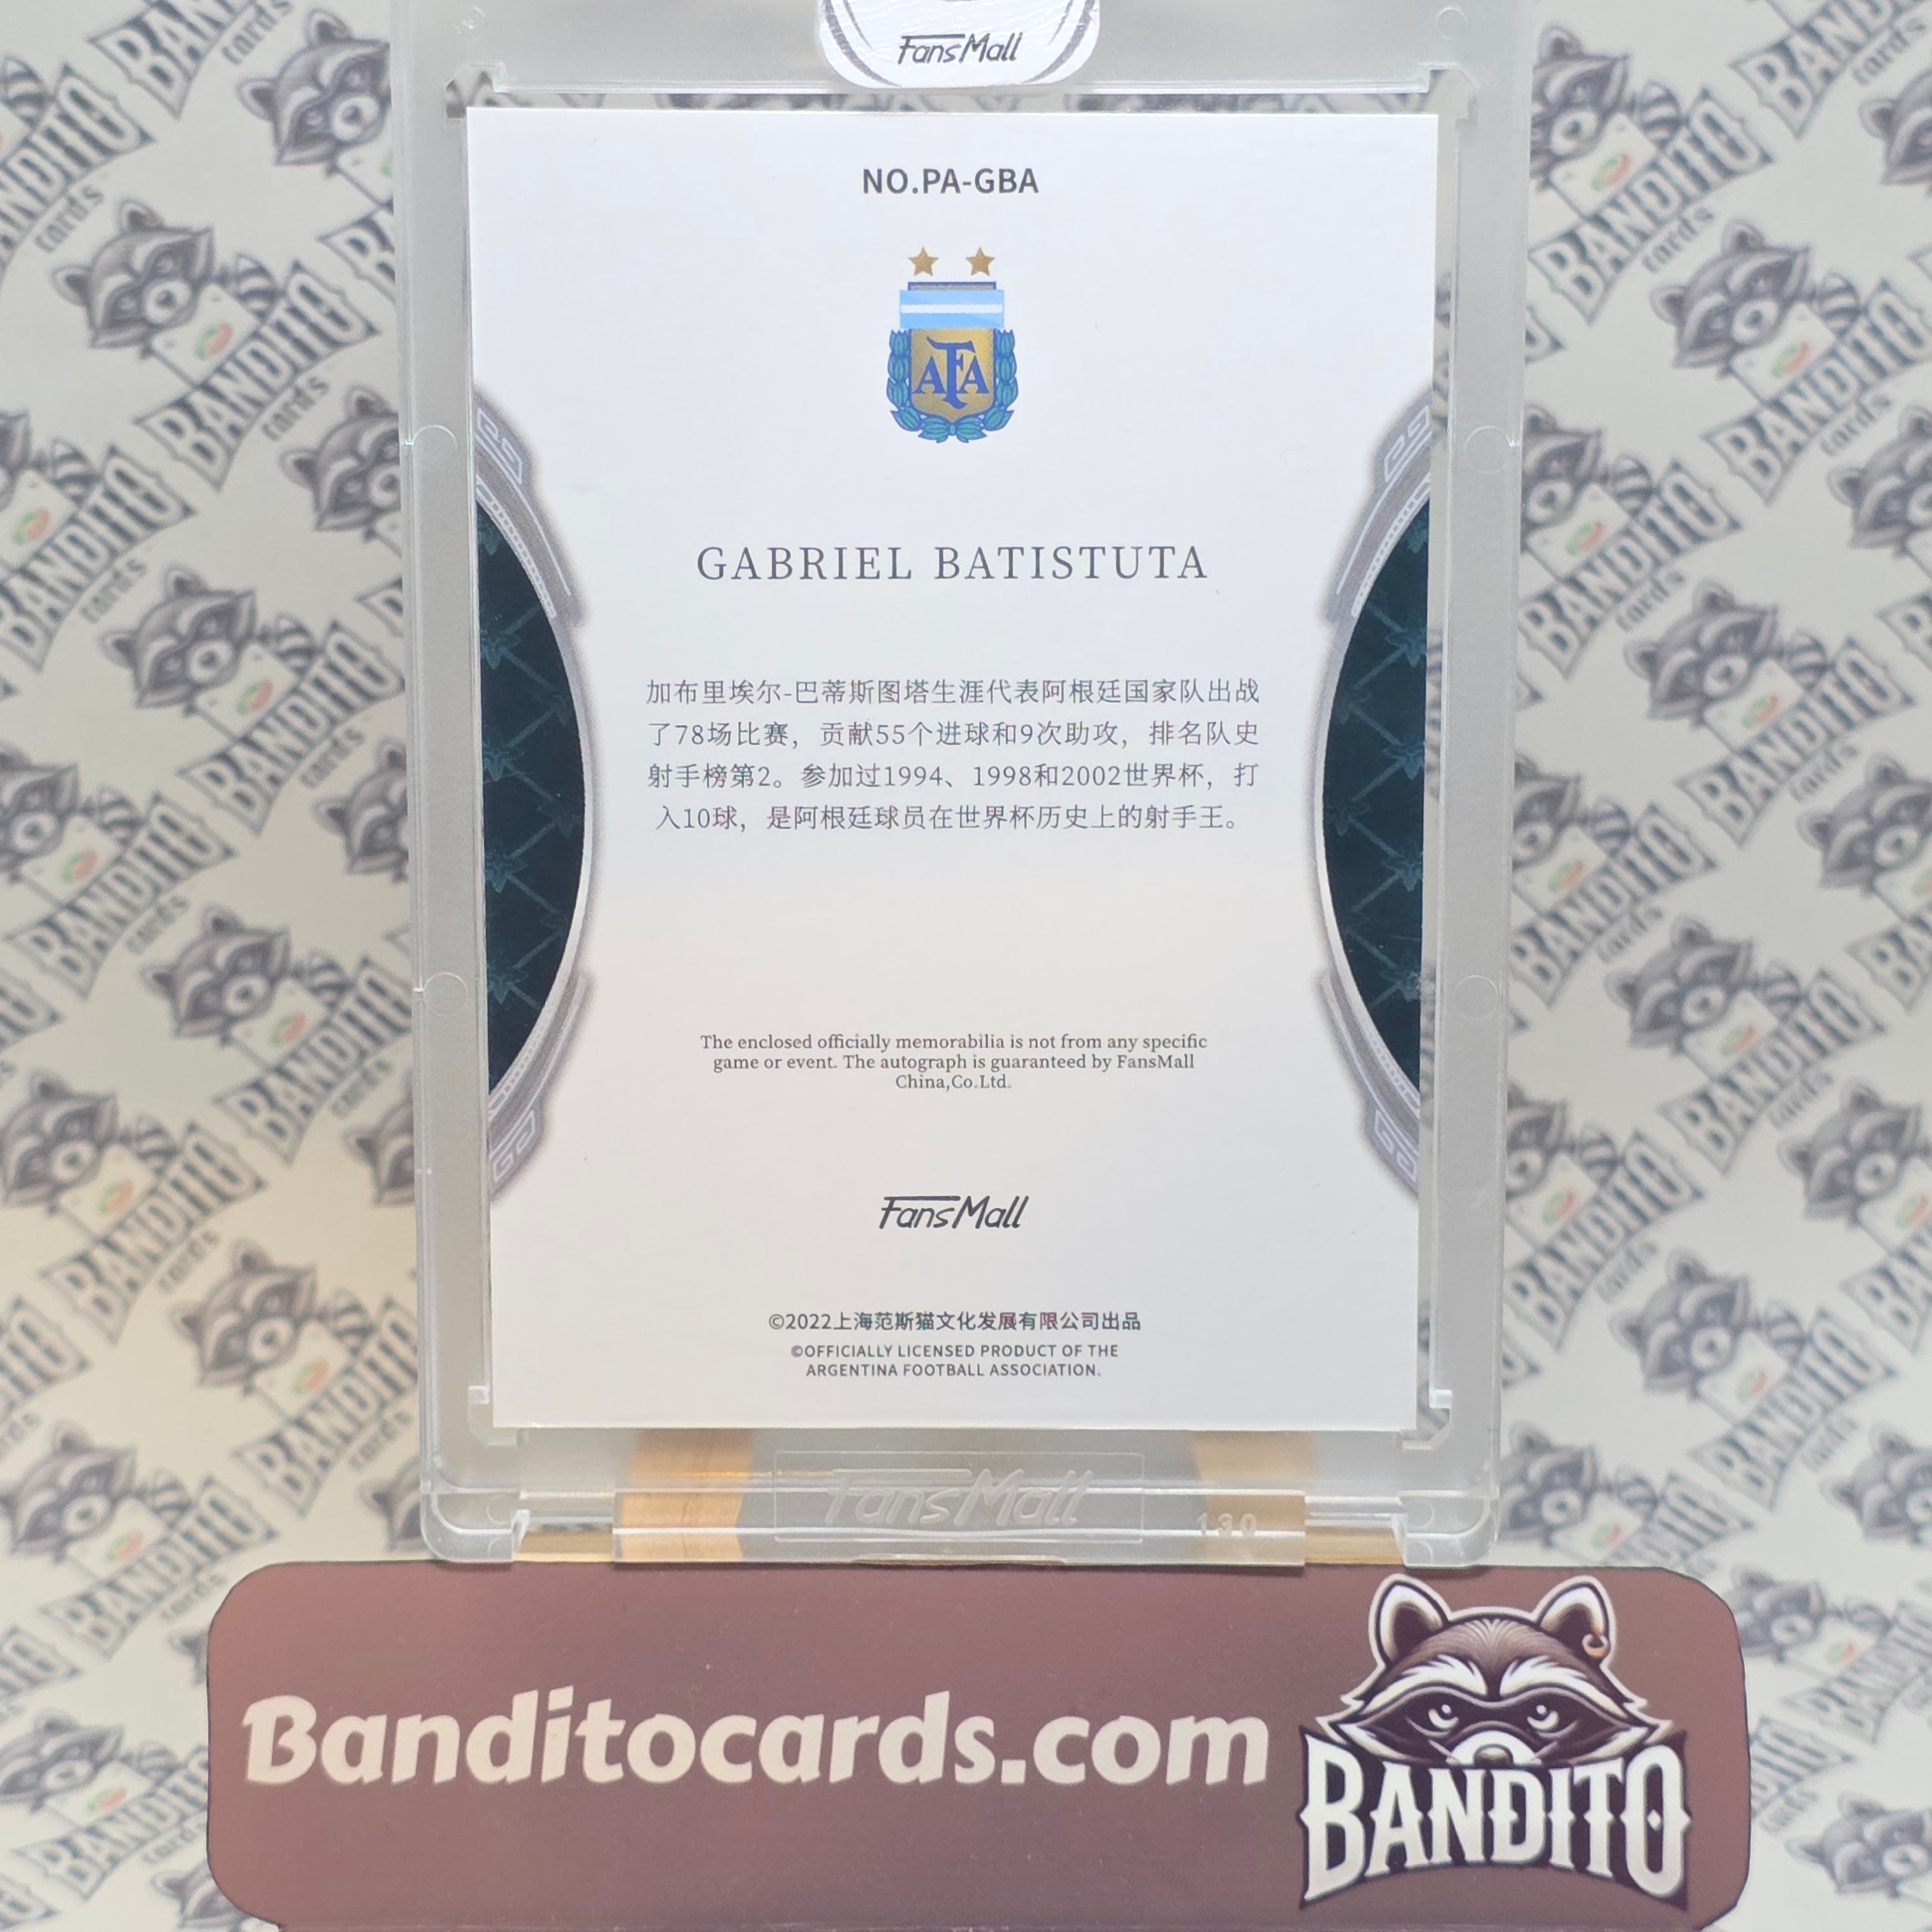 FansMall
NO.PA-GBA
AFA
GABRIEL BATISTUTA
加布里埃尔-巴蒂斯图塔生涯代表阿根廷国家队出战
了78场比赛，贡献55个进球和9次助攻，排名队史
射手榜第2。参加过1994、1998和2002世界杯，打
入10球，是阿根廷球员在世界杯历史上的射手王。
The enclosed officially memorabilia is not from any specific
game or event. The autograph is guaranteed by FansMall
China,Co.Ltd.
FansMall
©2022上海范斯猫文化发展有限公司出品
©OFFICIALLY LICENSED PRODUCT OF THE
ARGENTINA FOOTBALL ASSOCIATION.
FansMall
130
Banditocards.com
BANDITO